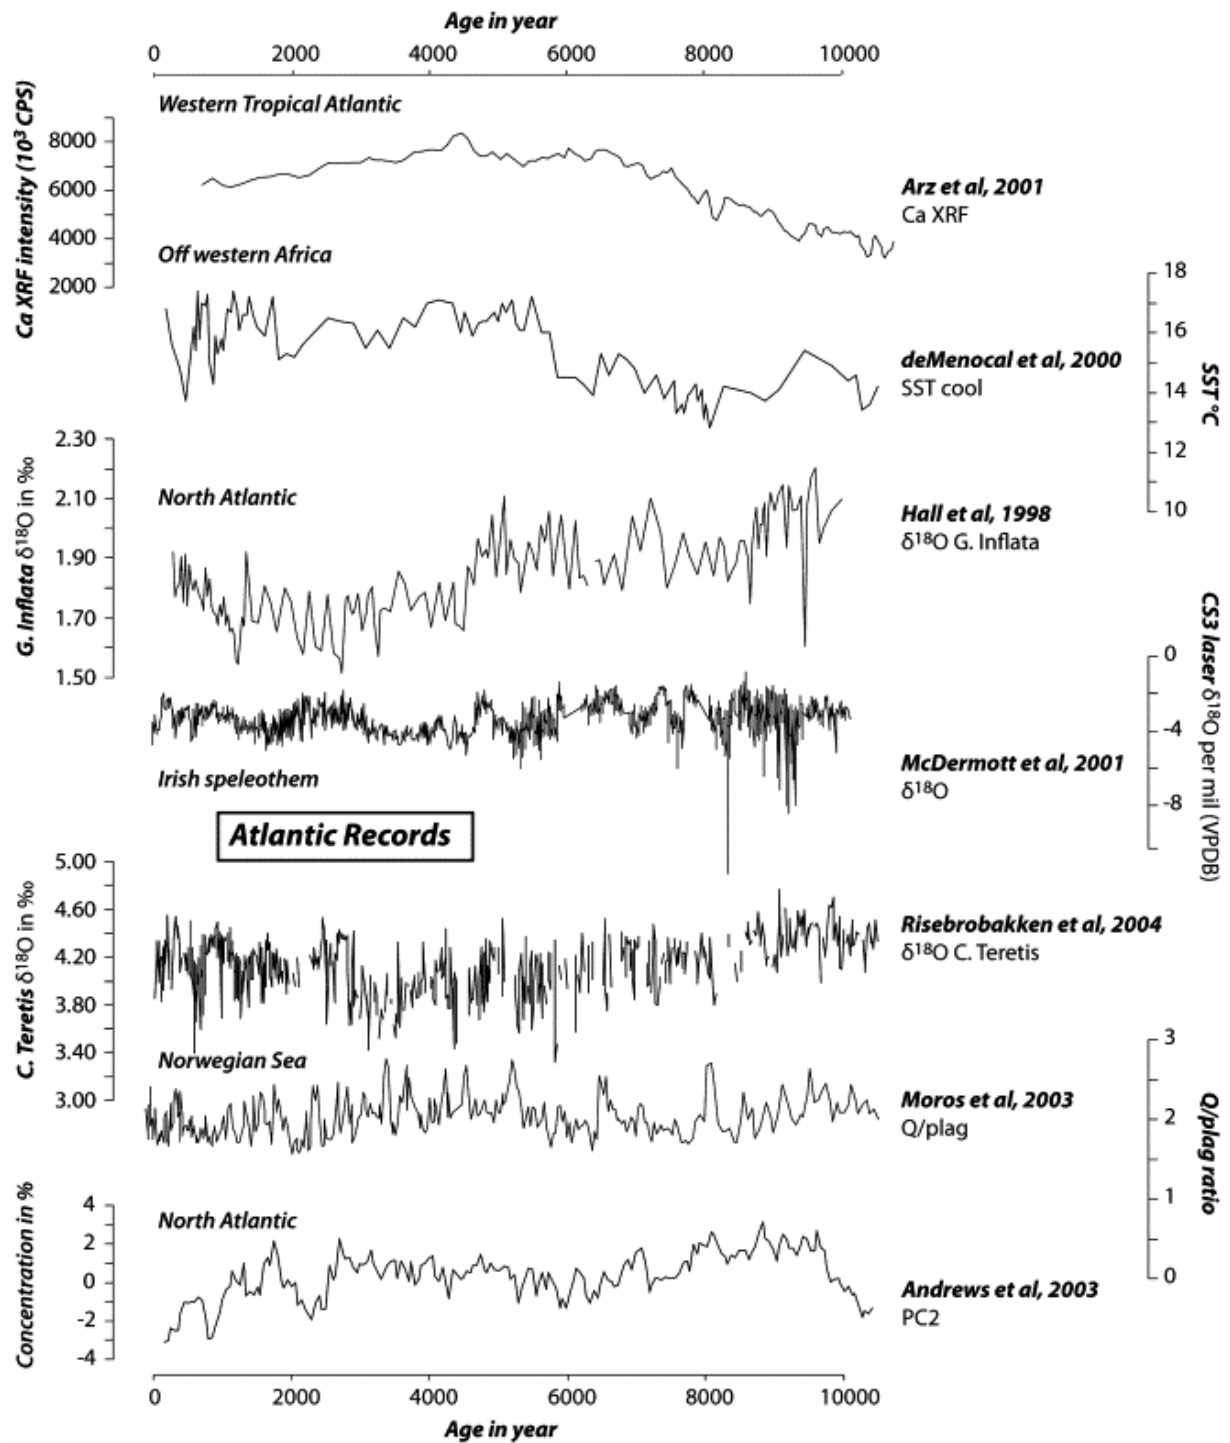 Age in year
0 2000 4000 6000 8000 10000
Western Tropical Atlantic
Ca XRF intensity (10³ CPS)
8000
6000
4000
2000
Arz et al, 2001
Ca XRF
Off western Africa
18
16
14
12
10
SST °C
deMenocal et al, 2000
SST cool
2.30
2.10
1.90
1.70
1.50
G. Inflata δ¹⁸O in ‰
North Atlantic
Hall et al, 1998
δ¹⁸O G. Inflata
0
-4
-8
CS3 laser δ¹⁸O per mil (VPDB)
Irish speleothem
McDermott et al, 2001
δ¹⁸O
Atlantic Records
5.00
4.60
4.20
3.80
3.40
3.00
C. Teretis δ¹⁸O in ‰
Risebrobakken et al, 2004
δ¹⁸O C. Teretis
Norwegian Sea
3
2
1
0
Q/plag ratio
Moros et al, 2003
Q/plag
4
2
0
-2
-4
Concentration in %
North Atlantic
Andrews et al, 2003
PC2
0 2000 4000 6000 8000 10000
Age in year